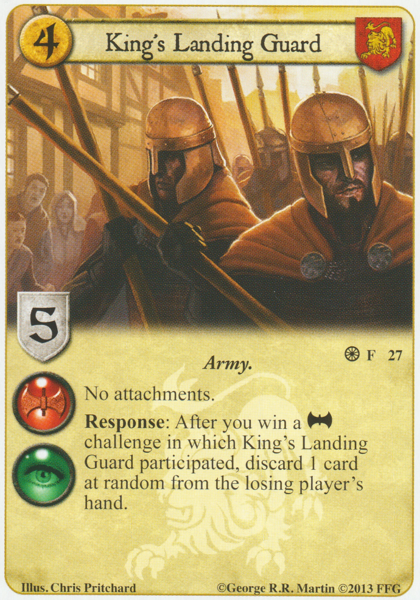 4
King's Landing Guard
5
F 27
Army.
No attachments.
Response: After you win a
challenge in which King's Landing
Guard participated, discard 1 card
at random from the losing player's
hand.
Illus. Chris Pritchard
©George R.R. Martin ©2013 FFG